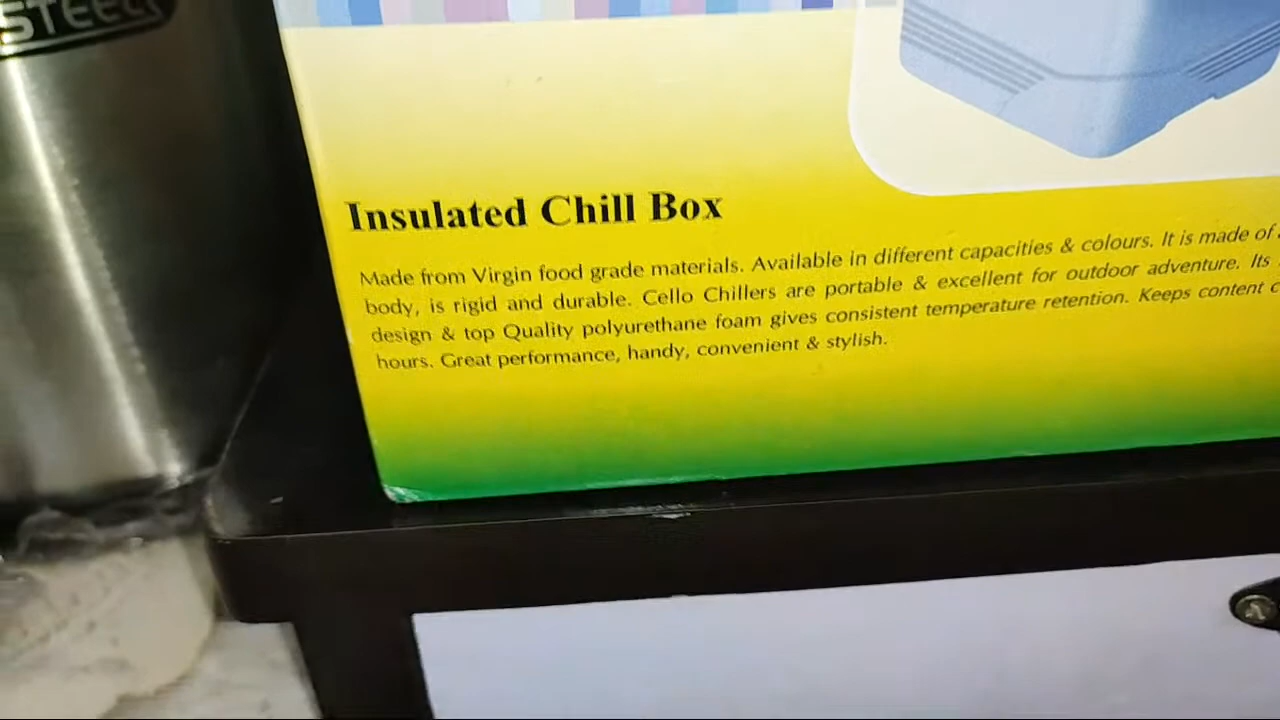 STEEL
Insulated Chill Box
Made from Virgin food grade materials. Available in different capacities & colours. It is made of
body, is rigid and durable. Cello Chillers are portable & excellent for outdoor adventure. Its
design & top Quality polyurethane foam gives consistent temperature retention. Keeps content
hours. Great performance, handy, convenient & stylish.